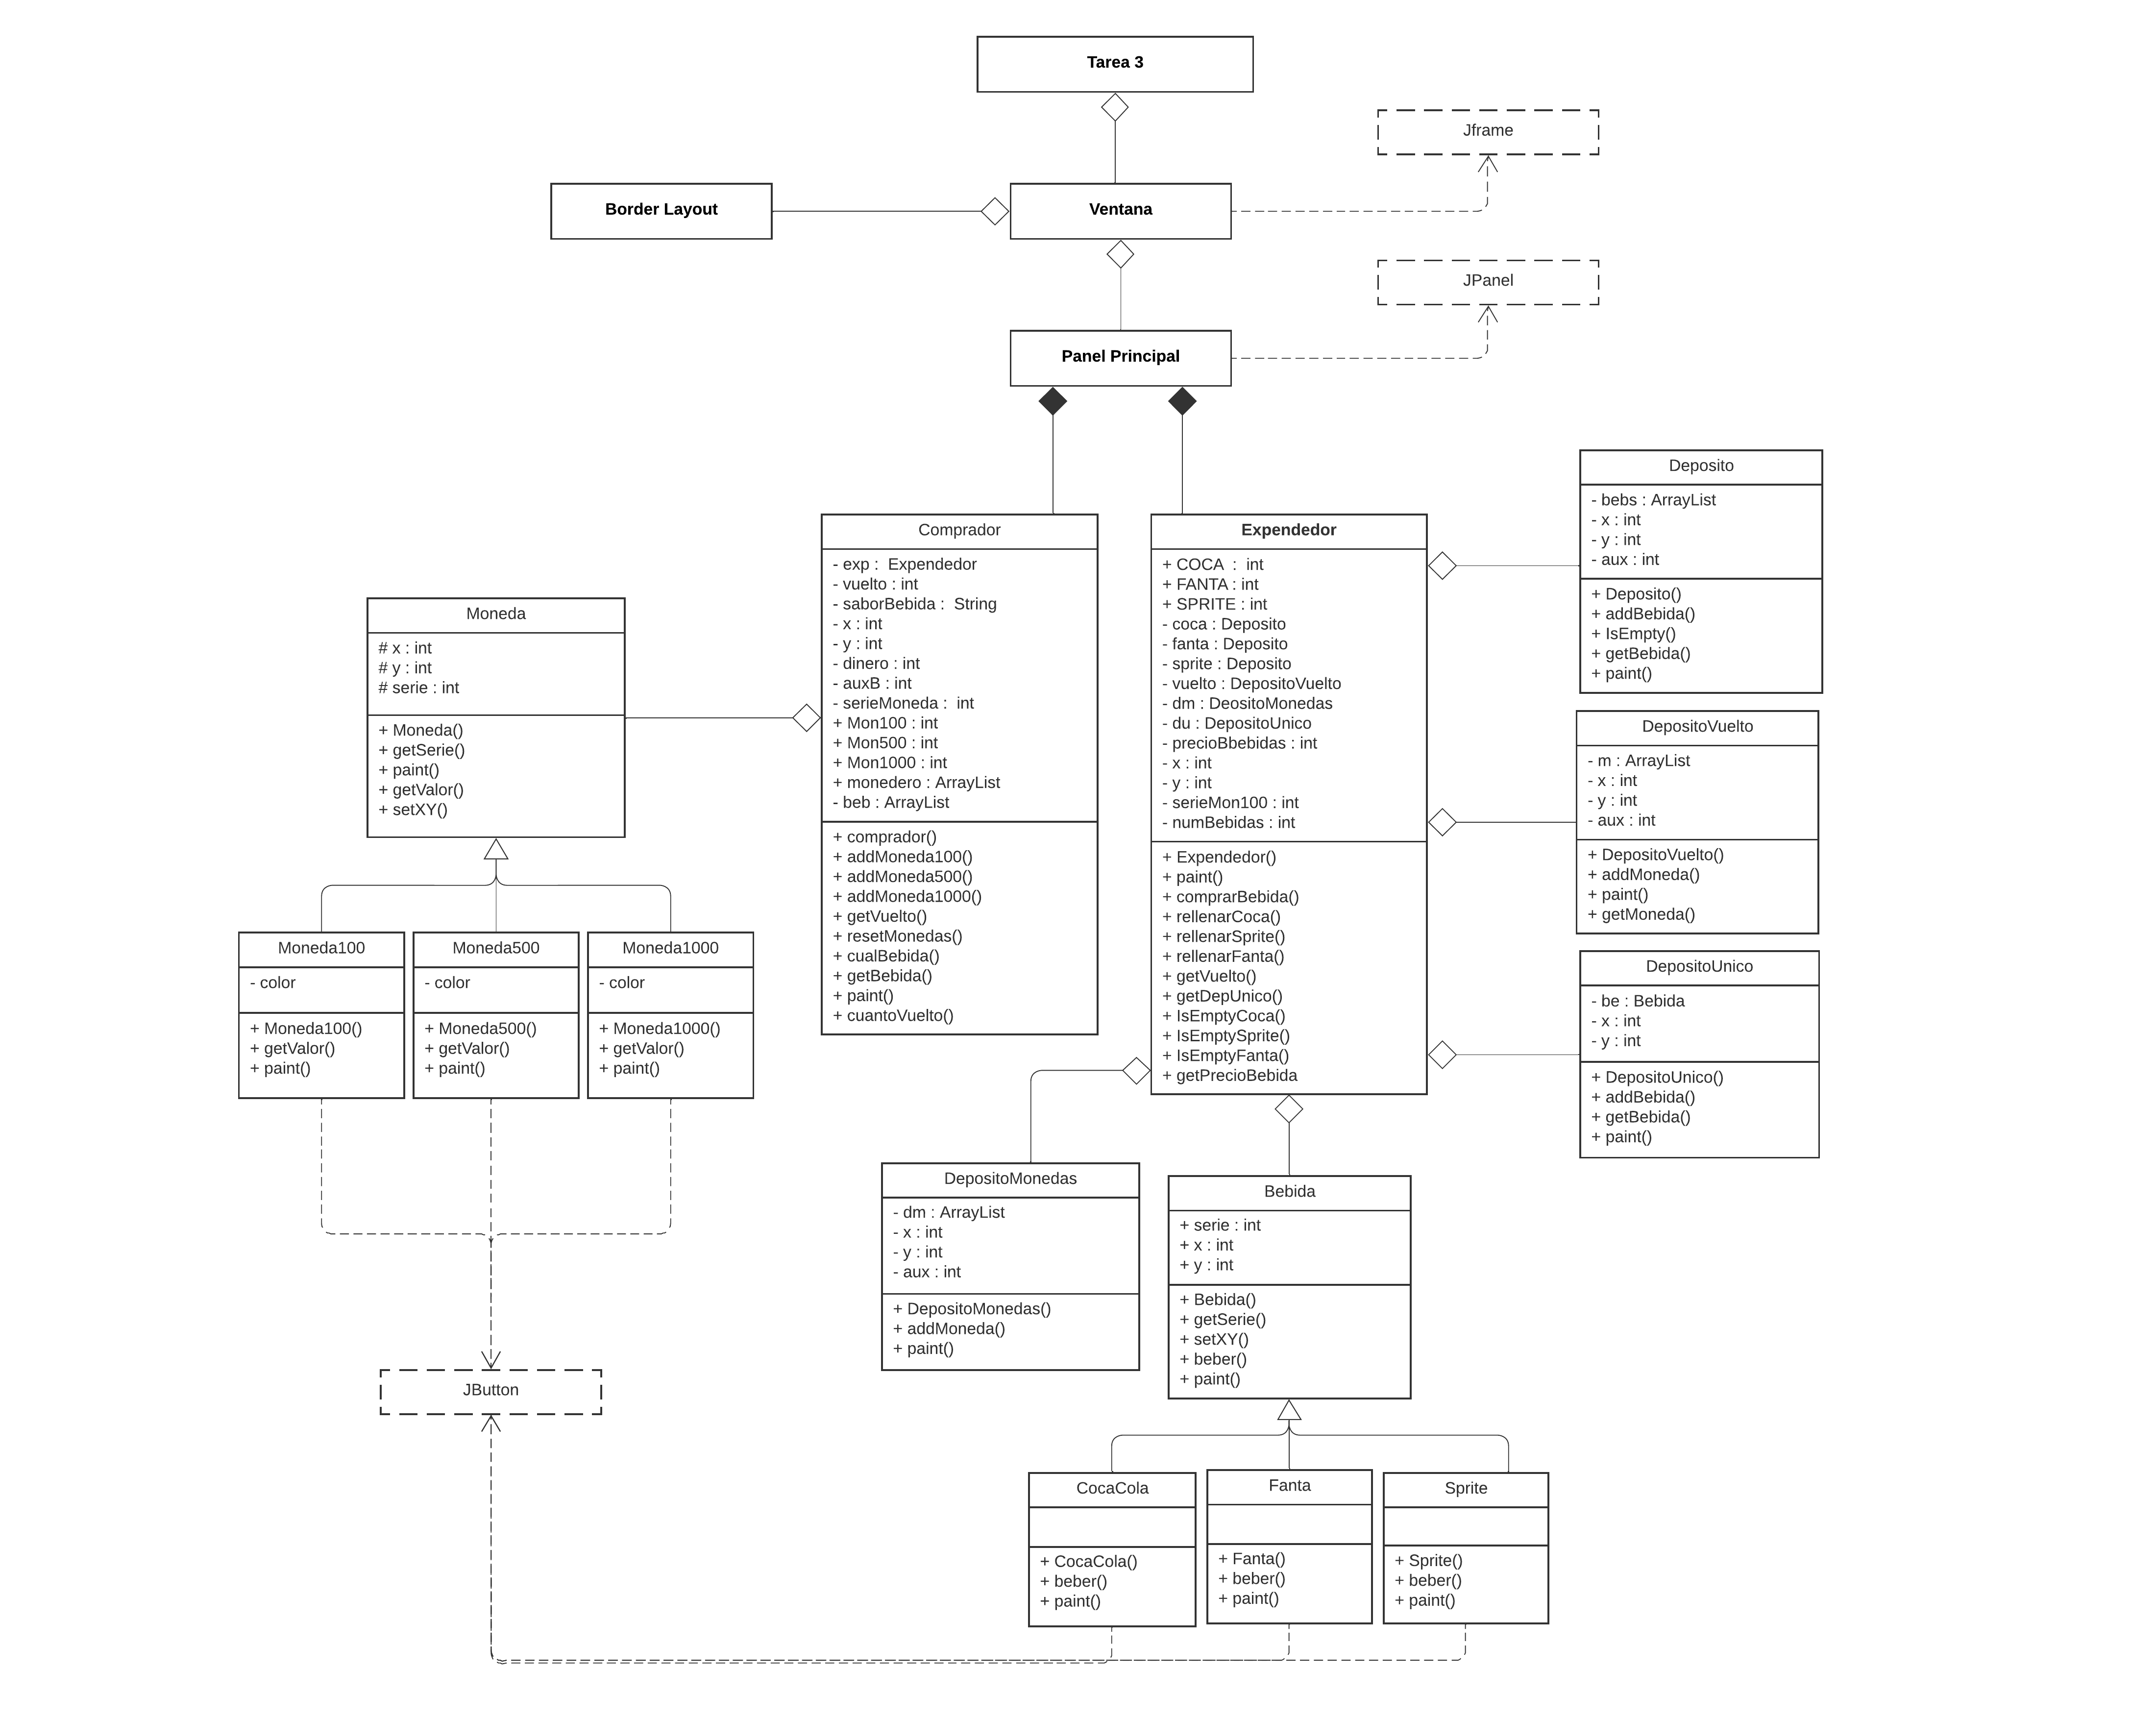 Tarea 3
Jframe
Border Layout
Ventana
JPanel
Panel Principal
Deposito
- bebs : ArrayList
- x : int
- y : int
- aux : int
+ Deposito()
+ addBebida()
+ IsEmpty()
+ getBebida()
+ paint()
Comprador
- exp :  Expendedor
- vuelto : int
- saborBebida :  String
- x : int
- y : int
- dinero : int
- auxB : int
- serieMoneda :  int
+ Mon100 : int
+ Mon500 : int
+ Mon1000 : int
+ monedero : ArrayList
- beb : ArrayList
+ comprador()
+ addMoneda100()
+ addMoneda500()
+ addMoneda1000()
+ getVuelto()
+ resetMonedas()
+ cualBebida()
+ getBebida()
+ paint()
+ cuantoVuelto()
Expendedor
+ COCA  :  int
+ FANTA : int
+ SPRITE : int
- coca : Deposito
- fanta : Deposito
- sprite : Deposito
- vuelto : DepositoVuelto
- dm : DeositoMonedas
- du : DepositoUnico
- precioBbebidas : int
- x : int
- y : int
- serieMon100 : int
- numBebidas : int
+ Expendedor()
+ paint()
+ comprarBebida()
+ rellenarCoca()
+ rellenarSprite()
+ rellenarFanta()
+ getVuelto()
+ getDepUnico()
+ IsEmptyCoca()
+ IsEmptySprite()
+ IsEmptyFanta()
+ getPrecioBebida
Moneda
# x : int
# y : int
# serie : int
+ Moneda()
+ getSerie()
+ paint()
+ getValor()
+ setXY()
DepositoVuelto
- m : ArrayList
- x : int
- y : int
- aux : int
+ DepositoVuelto()
+ addMoneda()
+ paint()
+ getMoneda()
Moneda100
- color
+ Moneda100()
+ getValor()
+ paint()
Moneda500
- color
+ Moneda500()
+ getValor()
+ paint()
Moneda1000
- color
+ Moneda1000()
+ getValor()
+ paint()
DepositoUnico
- be : Bebida
- x : int
- y : int
+ DepositoUnico()
+ addBebida()
+ getBebida()
+ paint()
DepositoMonedas
- dm : ArrayList
- x : int
- y : int
- aux : int
+ DepositoMonedas()
+ addMoneda()
+ paint()
Bebida
+ serie : int
+ x : int
+ y : int
+ Bebida()
+ getSerie()
+ setXY()
+ beber()
+ paint()
JButton
CocaCola
+ CocaCola()
+ beber()
+ paint()
Fanta
+ Fanta()
+ beber()
+ paint()
Sprite
+ Sprite()
+ beber()
+ paint()